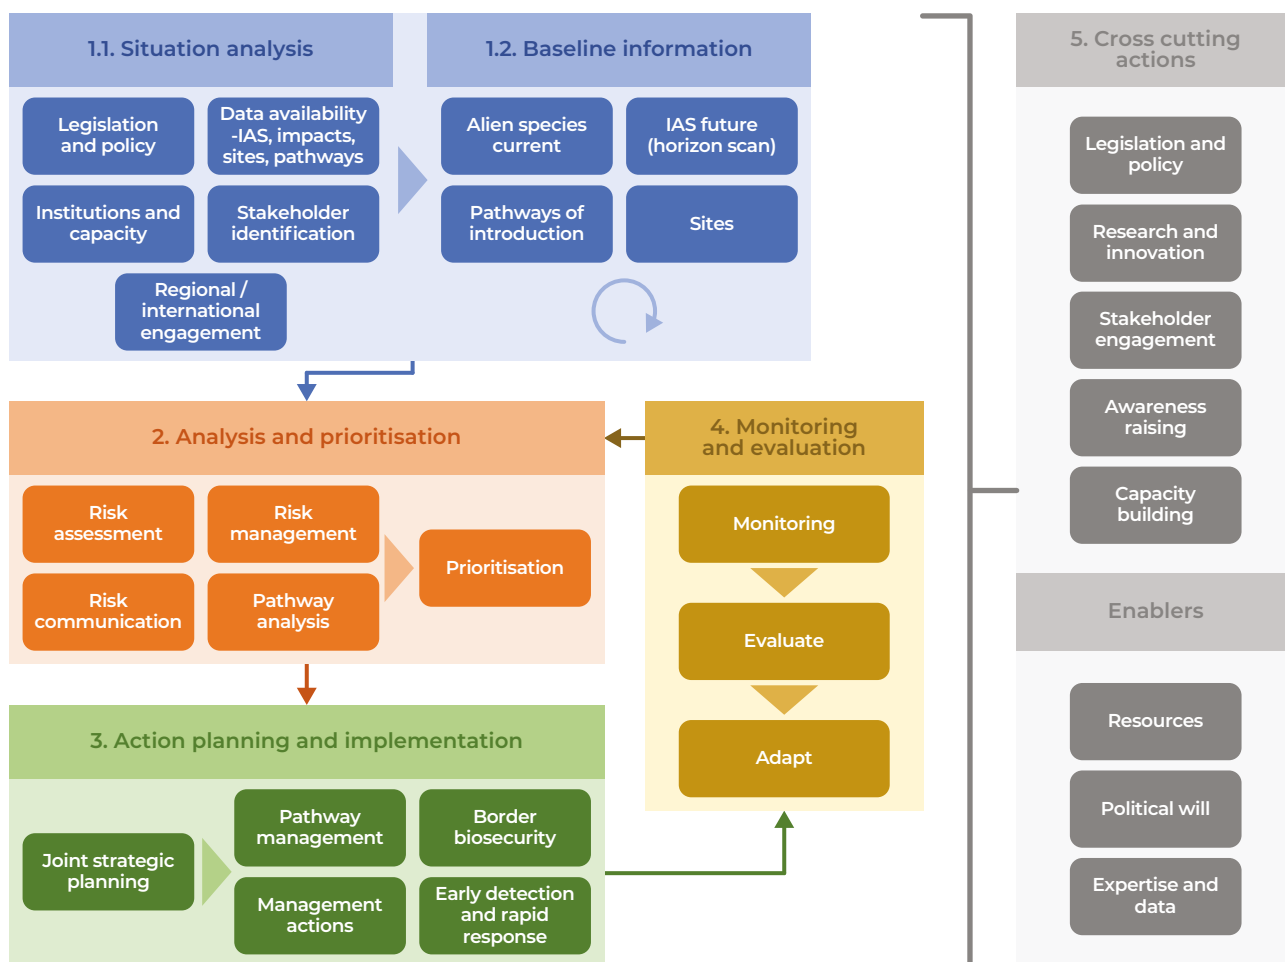 1.1. Situation analysis
Legislation
and policy
Data availability
-IAS, impacts,
sites, pathways
Institutions and
capacity
Stakeholder
identification
Regional /
international
engagement
1.2. Baseline information
Alien species
current
IAS future
(horizon scan)
Pathways of
introduction
Sites
2. Analysis and prioritisation
Risk
assessment
Risk
management
Risk
communication
Pathway
analysis
Prioritisation
3. Action planning and implementation
Joint strategic
planning
Pathway
management
Border
biosecurity
Management
actions
Early detection
and rapid
response
4. Monitoring
and evaluation
Monitoring
Evaluate
Adapt
5. Cross cutting
actions
Legislation and
policy
Research and
innovation
Stakeholder
engagement
Awareness
raising
Capacity
building
Enablers
Resources
Political will
Expertise and
data